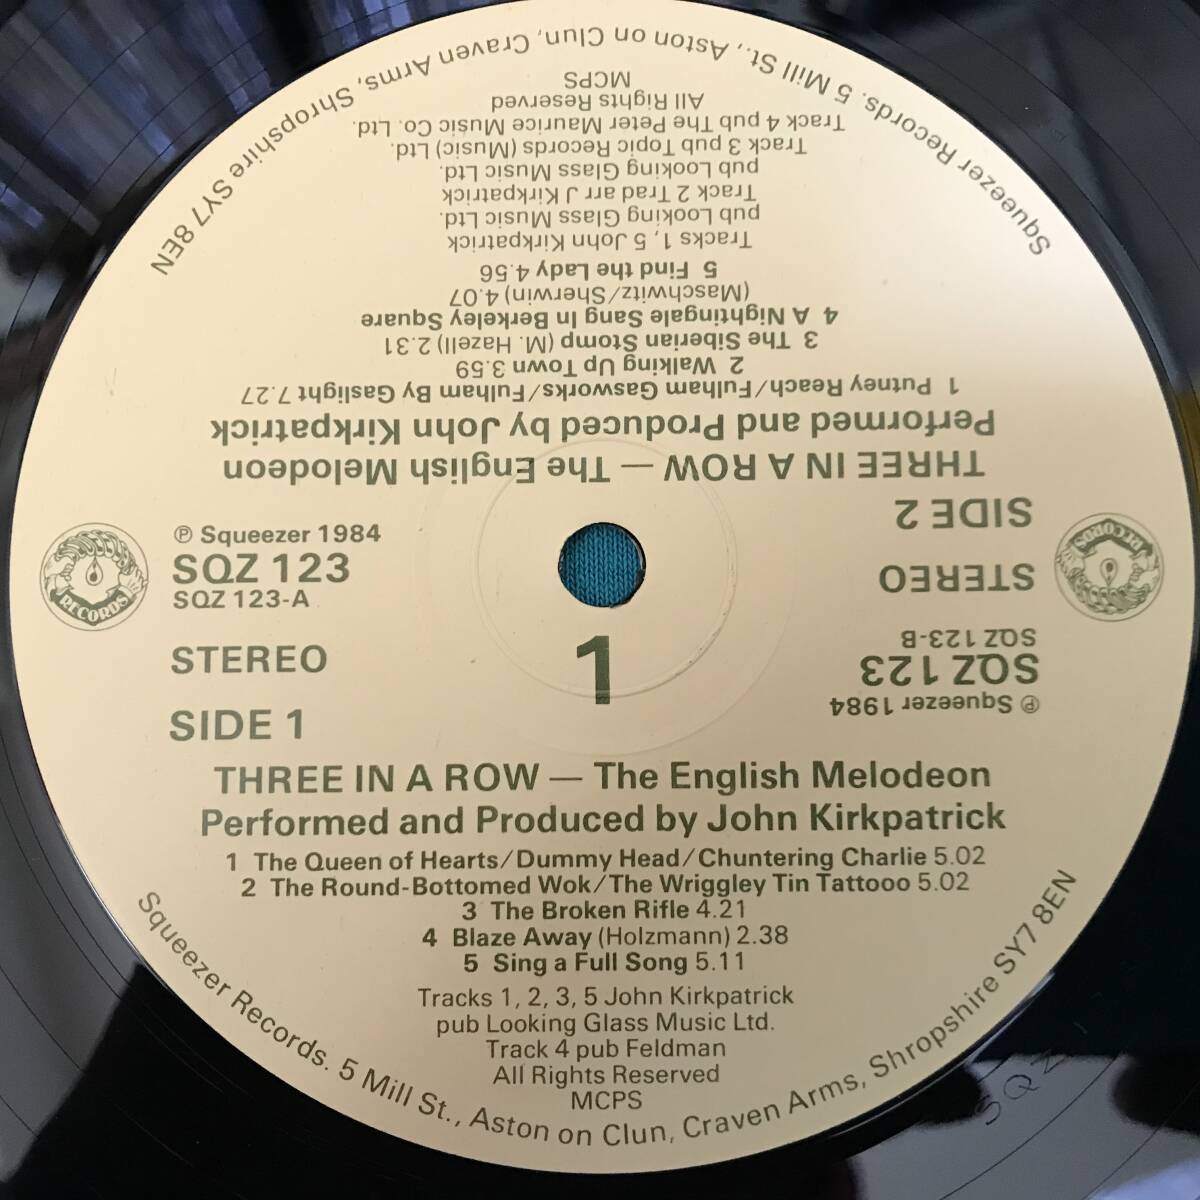 ℗ Squeezer 1984
SQZ 123
SQZ 123-A
STEREO
SIDE 1
1
RECORDS
THREE IN A ROW — The English Melodeon
Performed and Produced by John Kirkpatrick
1 The Queen of Hearts/Dummy Head/Chuntering Charlie 5.02
2 The Round-Bottomed Wok/The Wriggley Tin Tattooo 5.02
3 The Broken Rifle 4.21
4 Blaze Away (Holzmann) 2.38
5 Sing a Full Song 5.11
Tracks 1, 2, 3, 5 John Kirkpatrick
pub Looking Glass Music Ltd.
Track 4 pub Feldman
All Rights Reserved
MCPS
Squeezer Records. 5 Mill St., Aston on Clun, Craven Arms, Shropshire SY7 8EN
℗ Squeezer 1984
SQZ 123
SQZ 123-B
STEREO
SIDE 2
RECORDS
THREE IN A ROW — The English Melodeon
Performed and Produced by John Kirkpatrick
1 Putney Reach/Fulham Gasworks/Fulham By Gaslight 7.27
2 Walking Up Town 3.59
3 The Siberian Stomp (M. Hazell) 2.31
4 A Nightingale Sang In Berkeley Square
(Maschwitz/Sherwin) 4.07
5 Find the Lady 4.56
Tracks 1, 5 John Kirkpatrick
pub Looking Glass Music Ltd.
Track 2 Trad arr J Kirkpatrick
pub Looking Glass Music Ltd.
Track 3 pub Topic Records (Music) Ltd.
Track 4 pub The Peter Maurice Music Co. Ltd.
All Rights Reserved
MCPS
Squeezer Records. 5 Mill St., Aston on Clun, Craven Arms, Shropshire SY7 8EN
SQZ